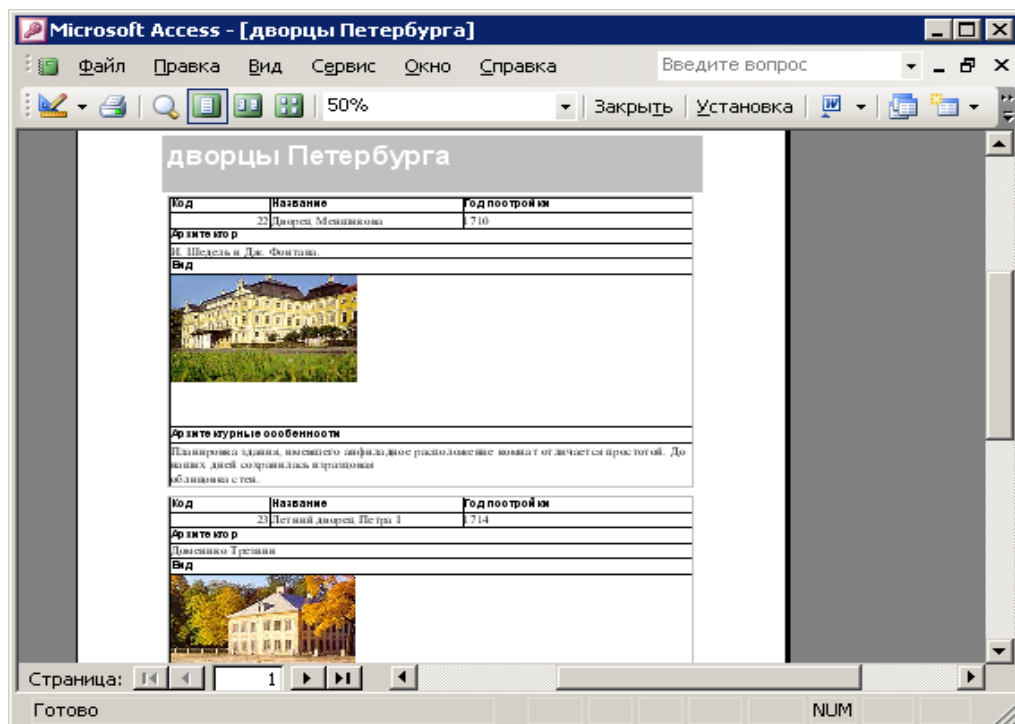 Microsoft Access - [дворцы Петербурга]
Файл Правка Вид Сервис Окно Справка Введите вопрос
50% Закрыть Установка
дворцы Петербурга
Код Название Год постройки
22 Дворец Меншикова 1710
Архитектор
И. Шедель и Дж. Фонтана.
Вид
Архитектурные особенности
Планировка здания, имевшего анфиладное расположение комнат отличается простотой. До
наших дней сохранилась изразцовая
облицовка стен.
Код Название Год постройки
23 Летний дворец Петра I 1714
Архитектор
Доменико Трезини
Вид
Страница: 1
Готово NUM